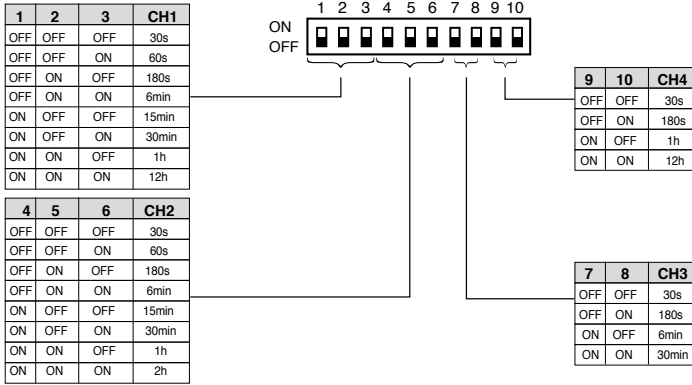 1 2 3 CH1
OFF OFF OFF 30s
OFF OFF ON 60s
OFF ON OFF 180s
OFF ON ON 6min
ON OFF OFF 15min
ON OFF ON 30min
ON ON OFF 1h
ON ON ON 12h
1 2 3 4 5 6 7 8 9 10
ON
OFF
9 10 CH4
OFF OFF 30s
OFF ON 180s
ON OFF 1h
ON ON 12h
4 5 6 CH2
OFF OFF OFF 30s
OFF OFF ON 60s
OFF ON OFF 180s
OFF ON ON 6min
ON OFF OFF 15min
ON OFF ON 30min
ON ON OFF 1h
ON ON ON 2h
7 8 CH3
OFF OFF 30s
OFF ON 180s
ON OFF 6min
ON ON 30min